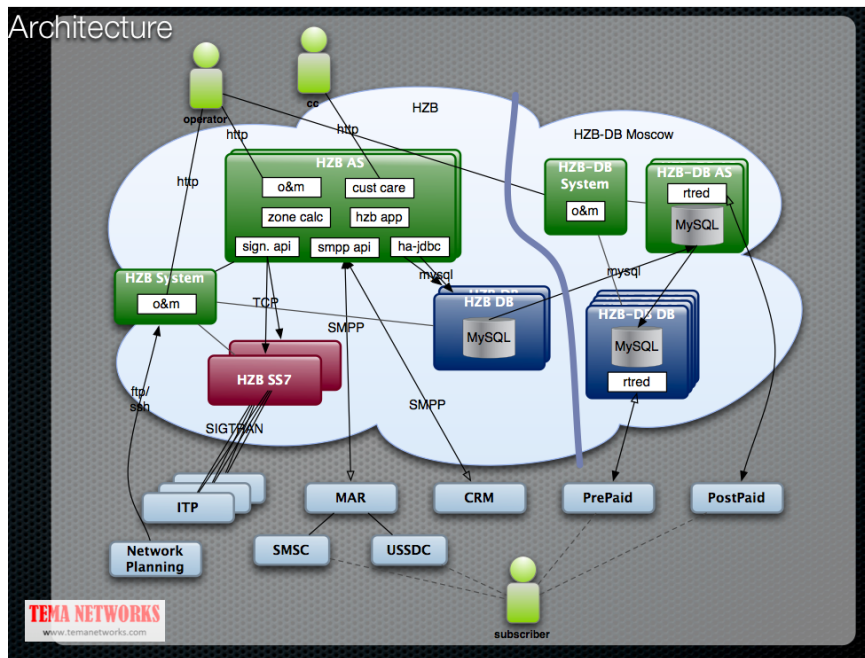 Architecture
operator
cc
HZB
HZB-DB Moscow
http
http
http
HZB AS
o&m
cust care
zone calc
hzb app
sign. api
smpp api
ha-jdbc
HZB-DB
System
o&m
HZB-DB AS
rtred
MySQL
HZB System
o&m
TCP
mysql
mysql
HZB DB
HZB DB
MySQL
HZB-DB DB
MySQL
rtred
SMPP
HZB SS7
ftp/
ssh
SIGTRAN
SMPP
ITP
MAR
CRM
PrePaid
PostPaid
Network
Planning
SMSC
USSDC
subscriber
TEMA NETWORKS
www.temanetworks.com